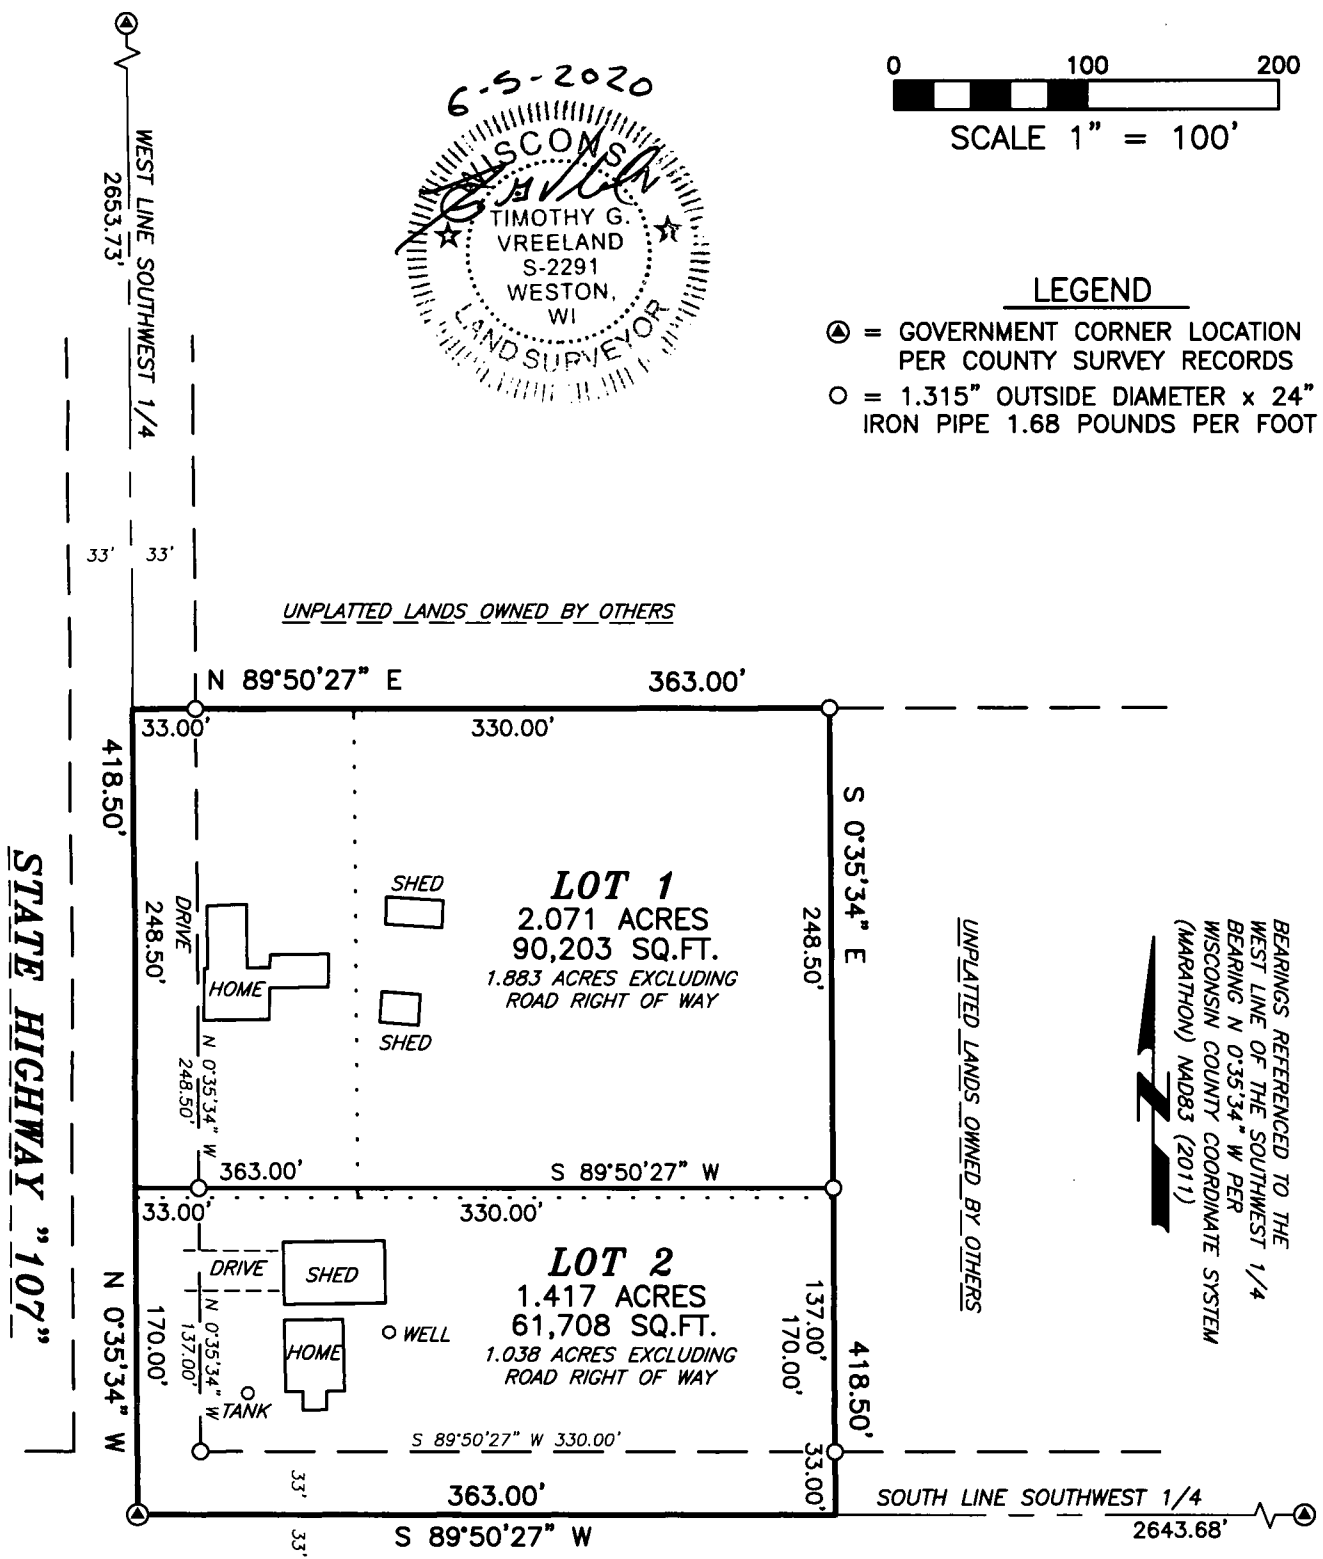 6-5-2020
WISCONS
TIMOTHY G.
VREELAND
S-2291
WESTON,
WI
LAND SURVEYOR
0 100 200
SCALE 1" = 100'
LEGEND
= GOVERNMENT CORNER LOCATION
PER COUNTY SURVEY RECORDS
= 1.315" OUTSIDE DIAMETER x 24"
IRON PIPE 1.68 POUNDS PER FOOT
WEST LINE SOUTHWEST 1/4
2653.73'
33' 33'
UNPLATTED LANDS OWNED BY OTHERS
N 89°50'27" E 363.00'
33.00' 330.00'
418.50'
S 0°35'34" E
248.50'
DRIVE
248.50'
SHED
HOME
SHED
LOT 1
2.071 ACRES
90,203 SQ.FT.
1.883 ACRES EXCLUDING
ROAD RIGHT OF WAY
N 0°35'34" W
248.50'
363.00' S 89°50'27" W
33.00' 330.00'
STATE HIGHWAY "107"
UNPLATTED LANDS OWNED BY OTHERS
BEARINGS REFERENCED TO THE
WEST LINE OF THE SOUTHWEST 1/4
BEARING N 0°35'34" W PER
WISCONSIN COUNTY COORDINATE SYSTEM
(MARATHON) NAD83 (2011)
N
DRIVE
SHED
LOT 2
1.417 ACRES
61,708 SQ.FT.
1.038 ACRES EXCLUDING
ROAD RIGHT OF WAY
HOME
WELL
TANK
N 0°35'34" W
170.00'
N 0°35'34" W
137.00'
137.00'
170.00'
418.50'
S 89°50'27" W 330.00'
33.00'
33'
33'
363.00'
S 89°50'27" W
SOUTH LINE SOUTHWEST 1/4
2643.68'